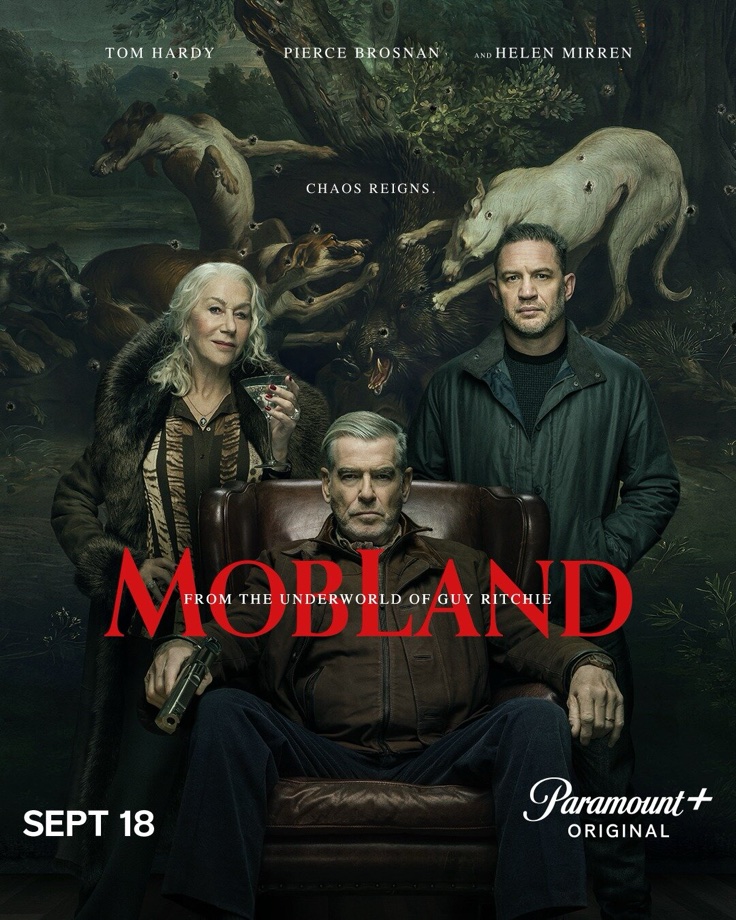 TOM HARDY PIERCE BROSNAN AND HELEN MIRREN
CHAOS REIGNS.
MOBLAND
FROM THE UNDERWORLD OF GUY RITCHIE
SEPT 18
Paramount+
ORIGINAL